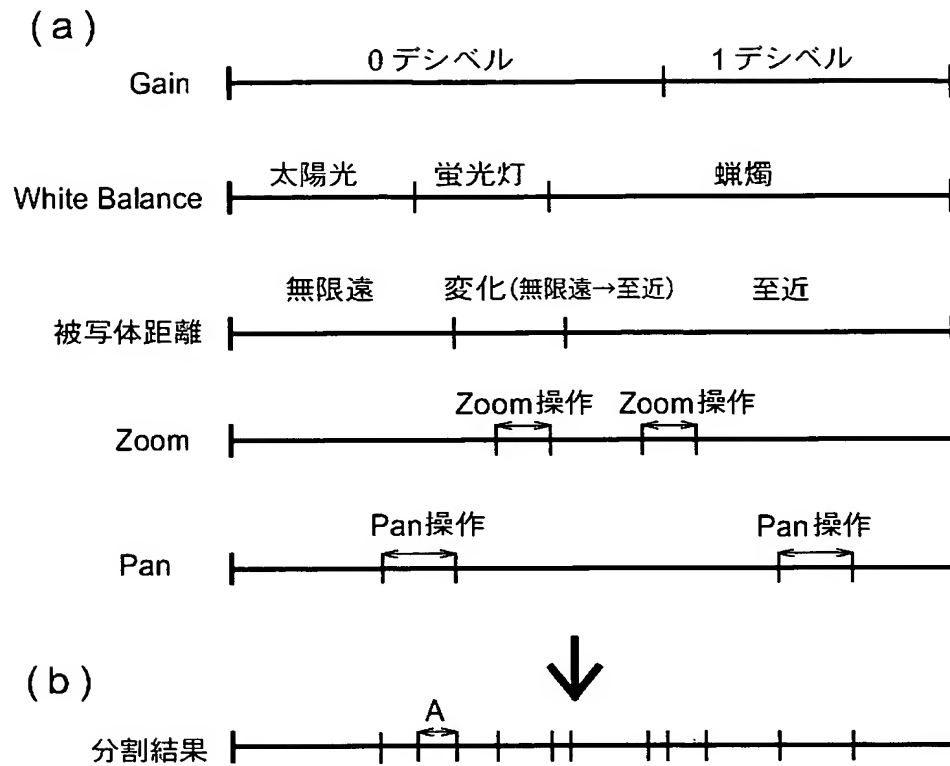 (a)
0デシベル 1デシベル
Gain
太陽光 蛍光灯 蝋燭
White Balance
無限遠 変化(無限遠→至近) 至近
被写体距離
Zoom操作 Zoom操作
Zoom
Pan操作 Pan操作
Pan
(b)
A
分割結果